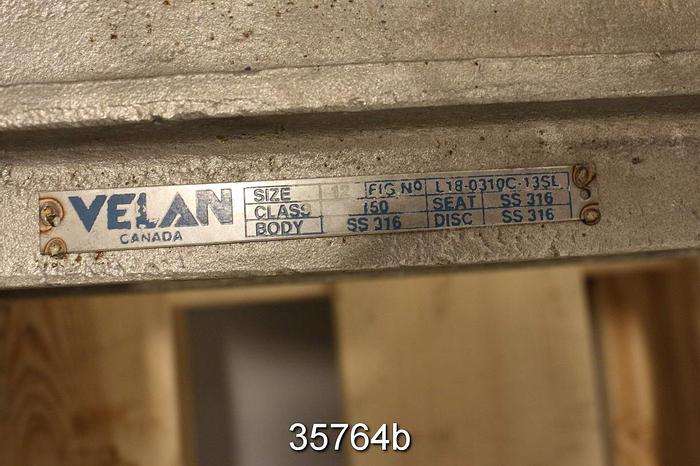 VELAN
CANADA
SIZE 12 FIG Nº L18-0310C-13SL
CLASS 150 SEAT SS 316
BODY SS 316 DISC SS 316
35764b